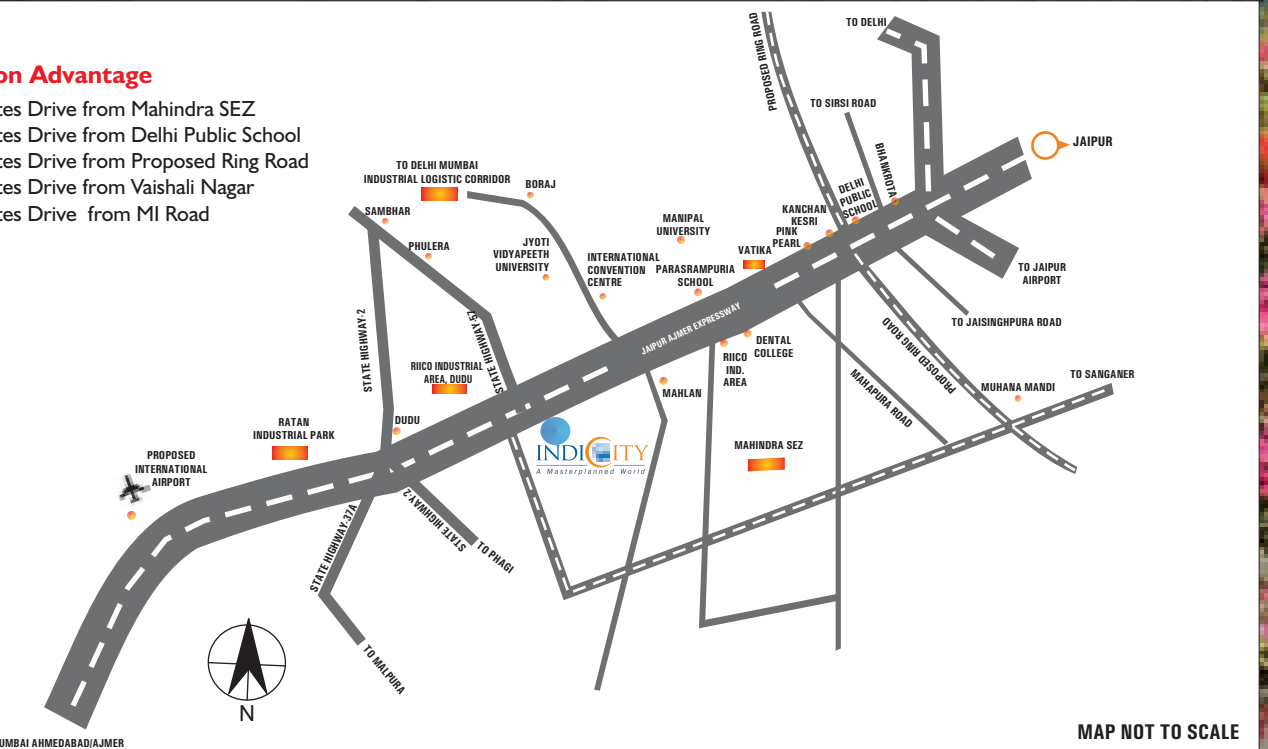 on Advantage
tes Drive from Mahindra SEZ
tes Drive from Delhi Public School
tes Drive from Proposed Ring Road
tes Drive from Vaishali Nagar
tes Drive from MI Road
PROPOSED RING ROAD
TO DELHI
TO SIRSI ROAD
BHANKROTA
JAIPUR
TO DELHI MUMBAI
INDUSTRIAL LOGISTIC CORRIDOR
BORAJ
SAMBHAR
PHULERA
JYOTI
VIDYAPEETH
UNIVERSITY
INTERNATIONAL
CONVENTION
CENTRE
MANIPAL
UNIVERSITY
PARASRAMPURIA
SCHOOL
VATIKA
PINK
PEARL
KANCHAN
KESRI
DELHI
PUBLIC
SCHOOL
TO JAIPUR
AIRPORT
TO JAISINGHPURA ROAD
STATE HIGHWAY-2
STATE HIGHWAY-57
JAIPUR AJMER EXPRESSWAY
PROPOSED RING ROAD
RIICO INDUSTRIAL
AREA, DUDU
DENTAL
COLLEGE
RIICO
IND.
AREA
MAHLAN
MAHAPURA ROAD
MUHANA MANDI
TO SANGANER
RATAN
INDUSTRIAL PARK
DUDU
INDICITY
A Masterplanned World
MAHINDRA SEZ
PROPOSED
INTERNATIONAL
AIRPORT
STATE HIGHWAY-37A
STATE HIGHWAY-2
TO PHAGI
TO MALPURA
N
UMBAI AHMEDABAD/AJMER
MAP NOT TO SCALE